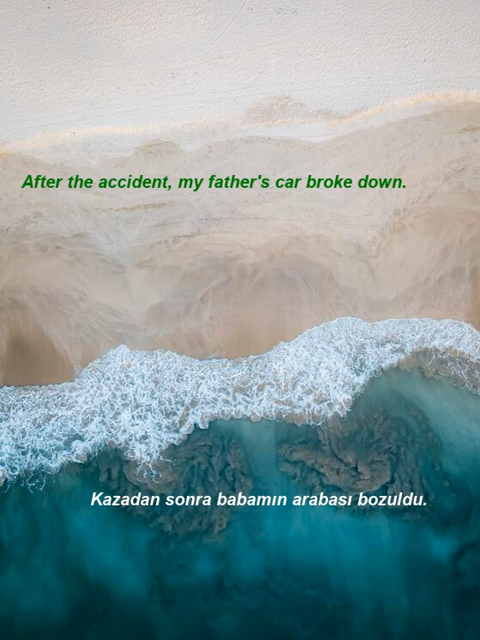 After the accident, my father's car broke down.
Kazadan sonra babamın arabası bozuldu.